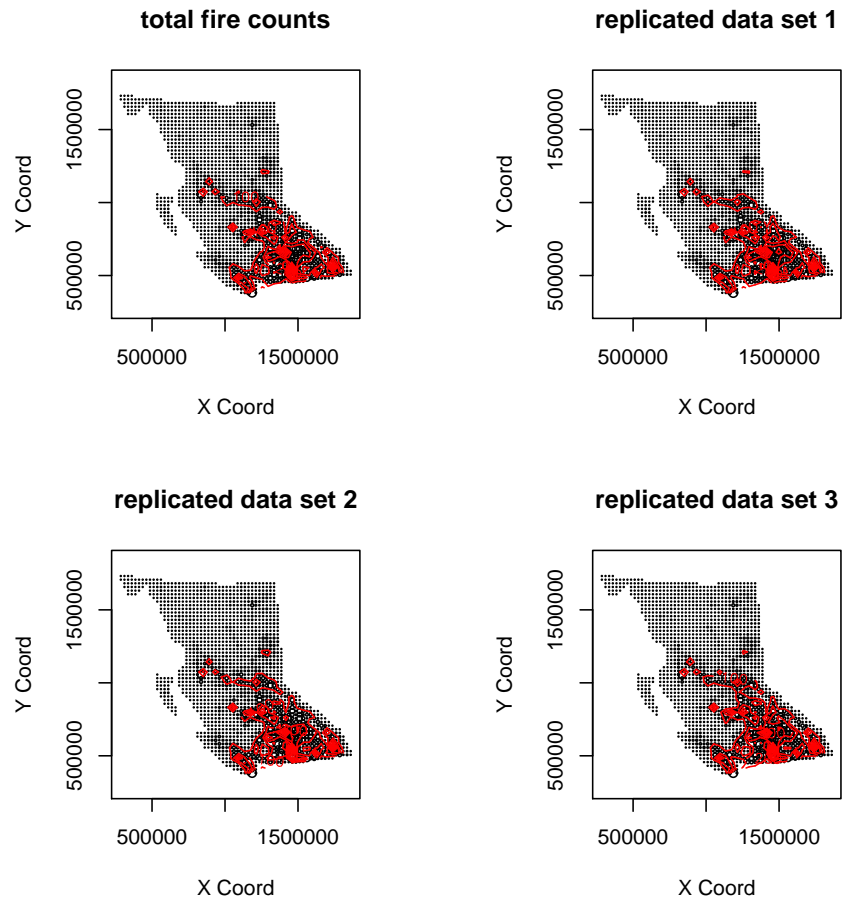 total fire counts
1500000
500000
Y Coord
500000
1500000
X Coord
replicated data set 1
1500000
500000
Y Coord
500000
1500000
X Coord
replicated data set 2
1500000
500000
Y Coord
500000
1500000
X Coord
replicated data set 3
1500000
500000
Y Coord
500000
1500000
X Coord